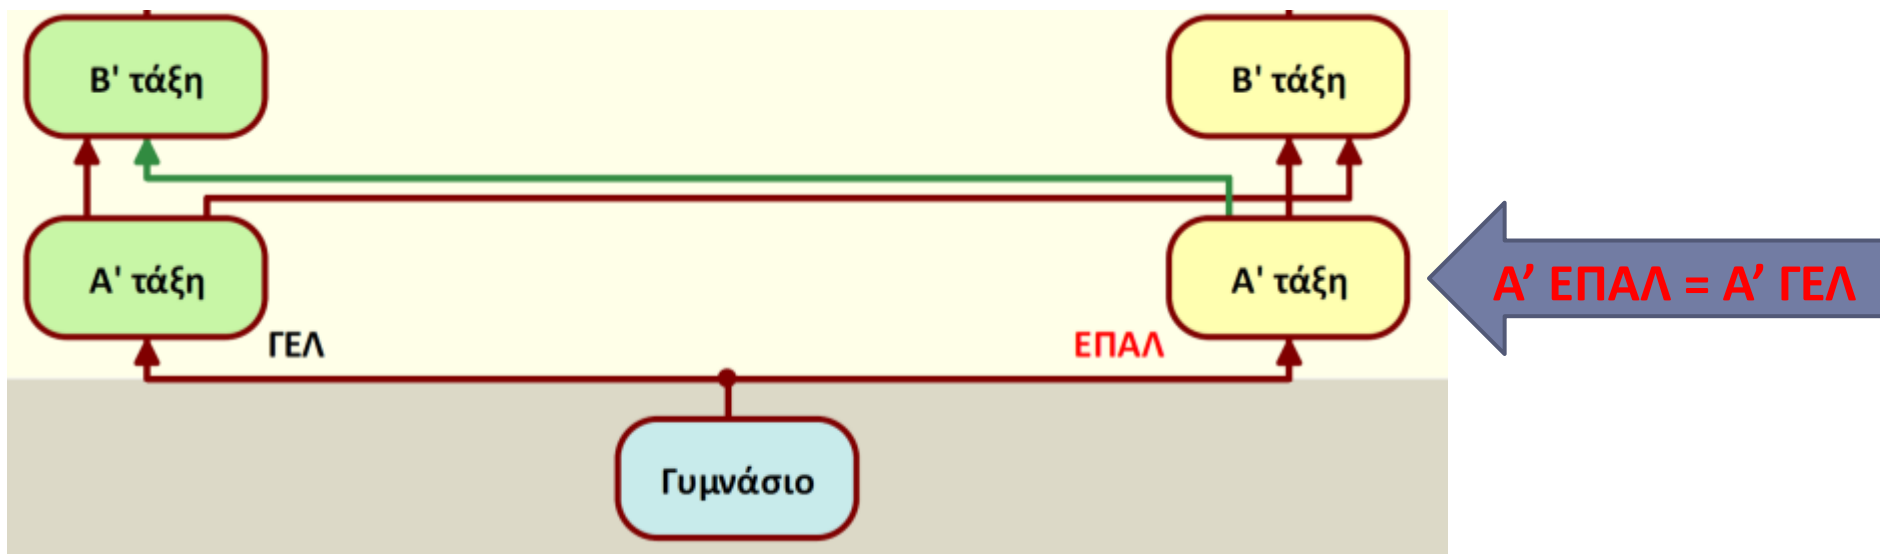 Β' τάξη
Β' τάξη
Α' τάξη
Α' τάξη
Α’ ΕΠΑΛ = Α’ ΓΕΛ
ΓΕΛ
ΕΠΑΛ
Γυμνάσιο